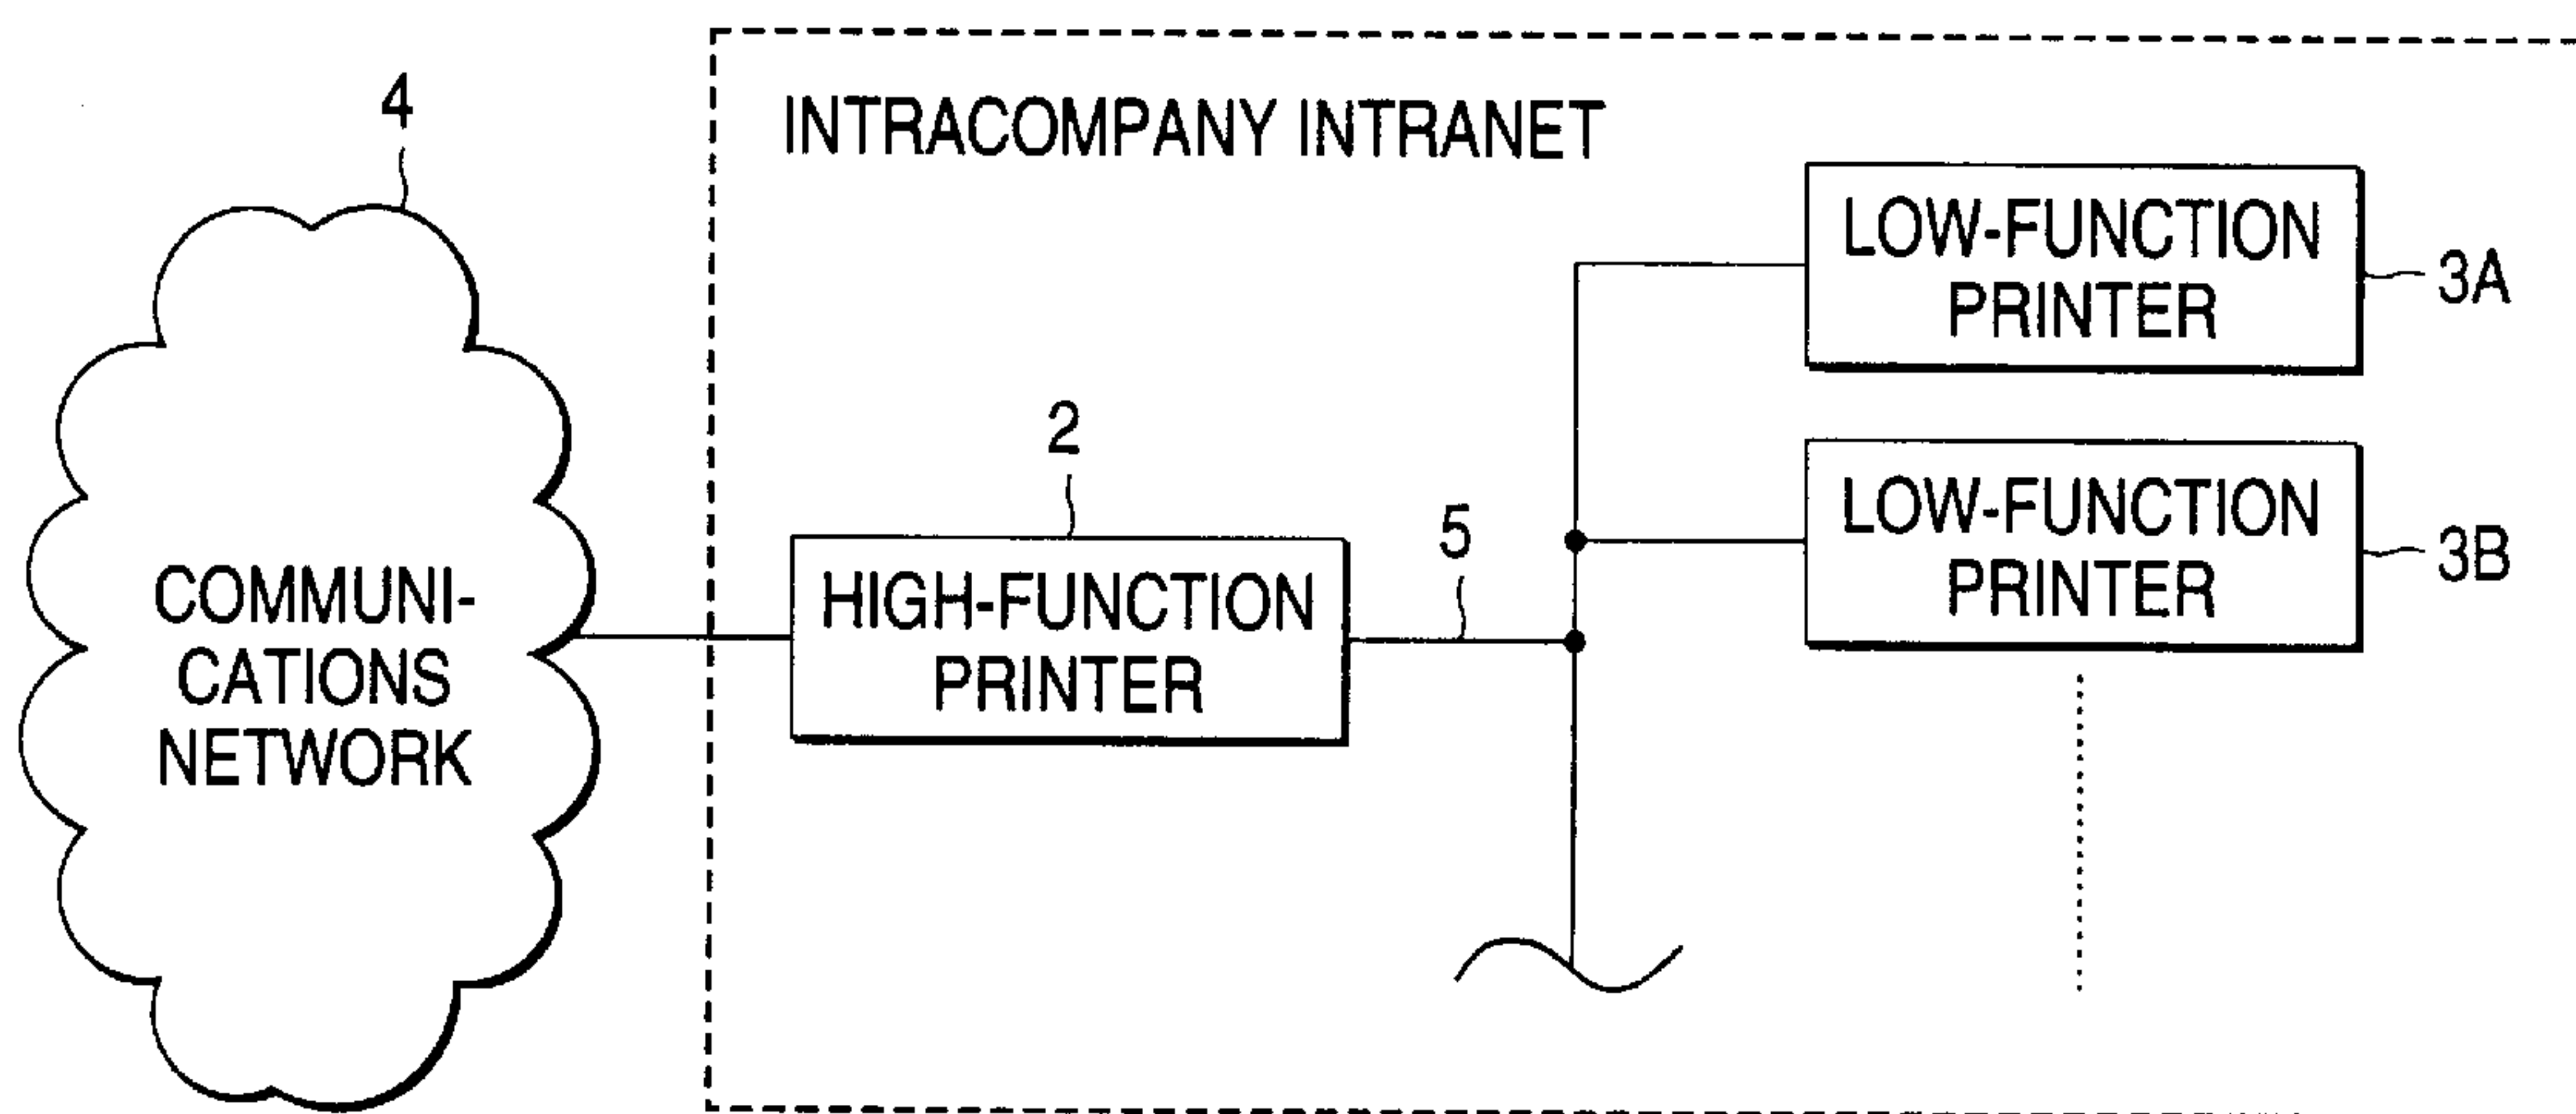 4
COMMUNI-
CATIONS
NETWORK
INTRACOMPANY INTRANET
2
HIGH-FUNCTION
PRINTER
5
LOW-FUNCTION
PRINTER
3A
LOW-FUNCTION
PRINTER
3B